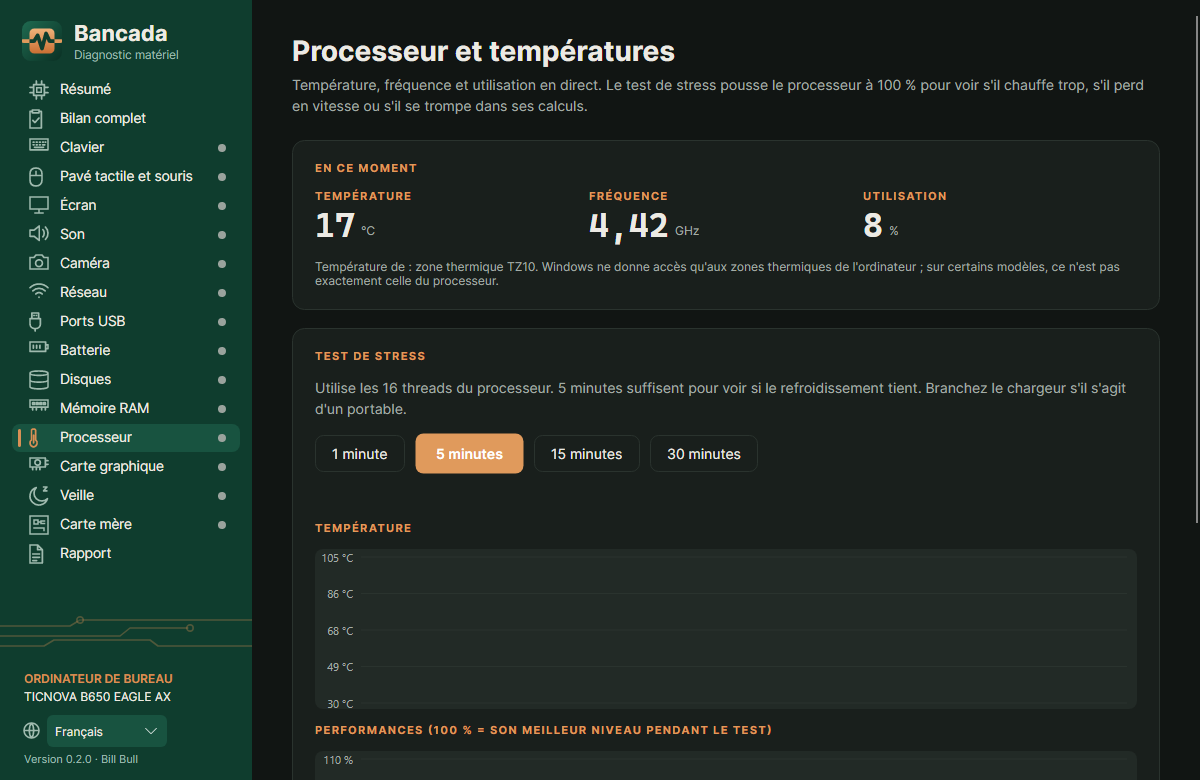 Bancada
Diagnostic matériel
Résumé
Bilan complet
Clavier
Pavé tactile et souris
Écran
Son
Caméra
Réseau
Ports USB
Batterie
Disques
Mémoire RAM
Processeur
Carte graphique
Veille
Carte mère
Rapport
ORDINATEUR DE BUREAU
TICNOVA B650 EAGLE AX
Français
Version 0.2.0 · Bill Bull
Processeur et températures
Température, fréquence et utilisation en direct. Le test de stress pousse le processeur à 100 % pour voir s'il chauffe trop, s'il perd
en vitesse ou s'il se trompe dans ses calculs.
EN CE MOMENT
TEMPÉRATURE FRÉQUENCE UTILISATION
17 °C 4,42 GHz 8 %
Température de : zone thermique TZ10. Windows ne donne accès qu'aux zones thermiques de l'ordinateur ; sur certains modèles, ce n'est pas
exactement celle du processeur.
TEST DE STRESS
Utilise les 16 threads du processeur. 5 minutes suffisent pour voir si le refroidissement tient. Branchez le chargeur s'il s'agit
d'un portable.
1 minute 5 minutes 15 minutes 30 minutes
TEMPÉRATURE
105 °C
86 °C
68 °C
49 °C
30 °C
PERFORMANCES (100 % = SON MEILLEUR NIVEAU PENDANT LE TEST)
110 %